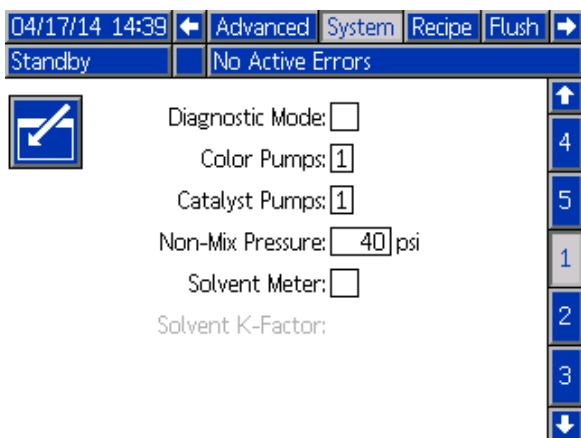 04/17/14 14:39 Advanced System Recipe Flush
Standby No Active Errors
Diagnostic Mode:
Color Pumps: 1
Catalyst Pumps: 1
Non-Mix Pressure: 40 psi
Solvent Meter:
Solvent K-Factor:
4
5
1
2
3